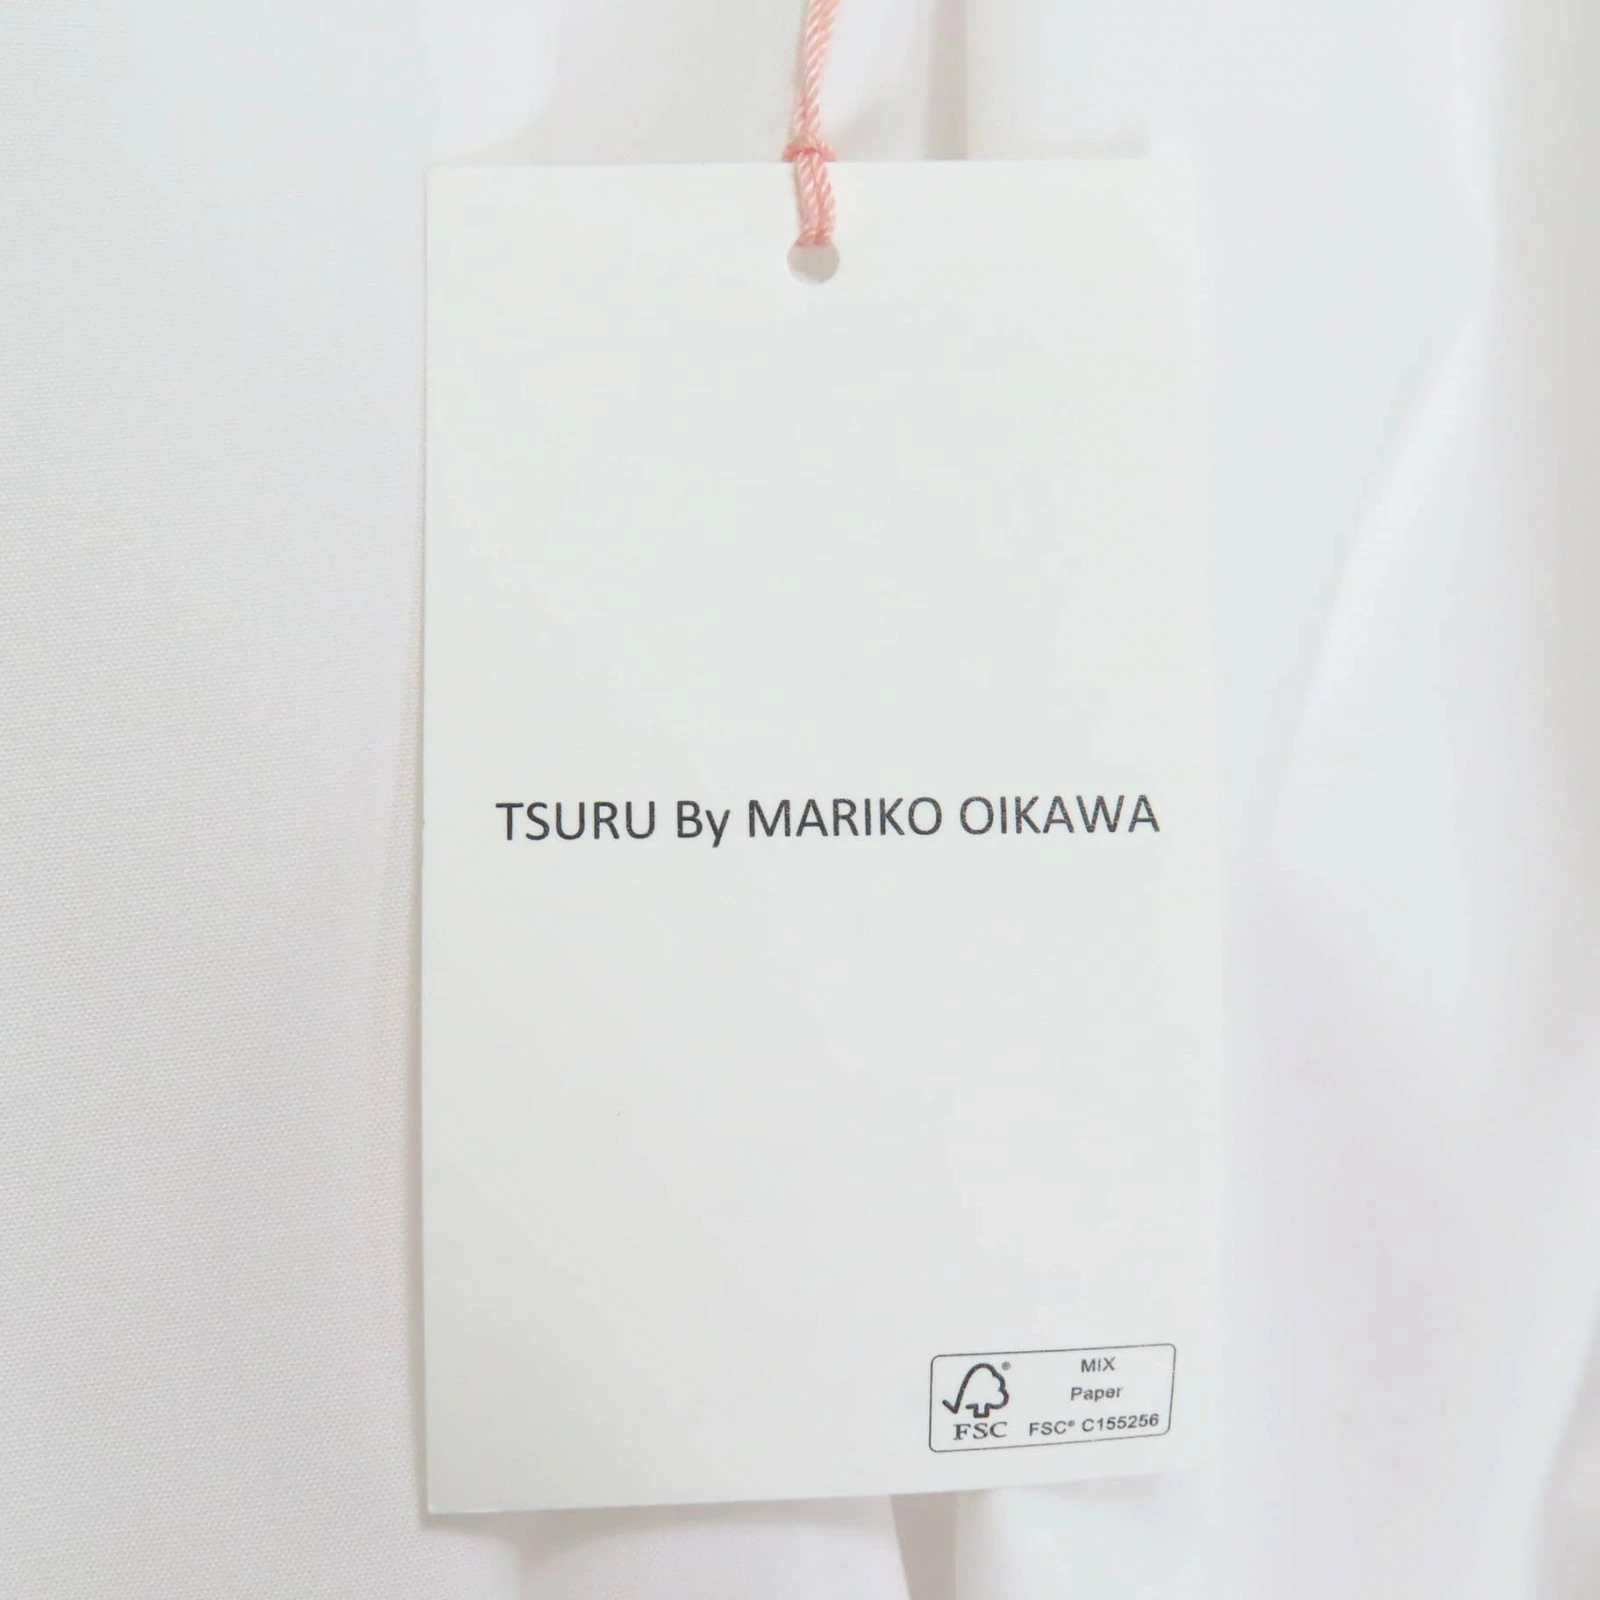 TSURU By MARIKO OIKAWA
MIX
Paper
FSC FSC® C155256